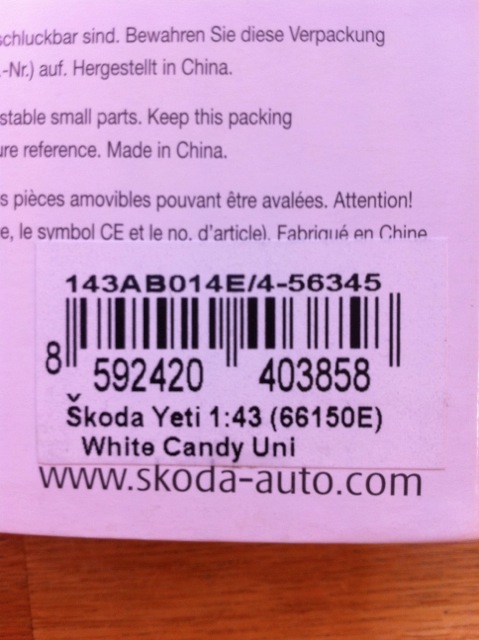 schluckbar sind. Bewahren Sie diese Verpackung
.-Nr.) auf. Hergestellt in China.
stable small parts. Keep this packing
ure reference. Made in China.
s pièces amovibles pouvant être avalées. Attention!
e, le symbol CE et le no. d'article). Fabriqué en Chine
143AB014E/4-56345
8 592420 403858
Škoda Yeti 1:43 (66150E)
White Candy Uni
www.skoda-auto.com